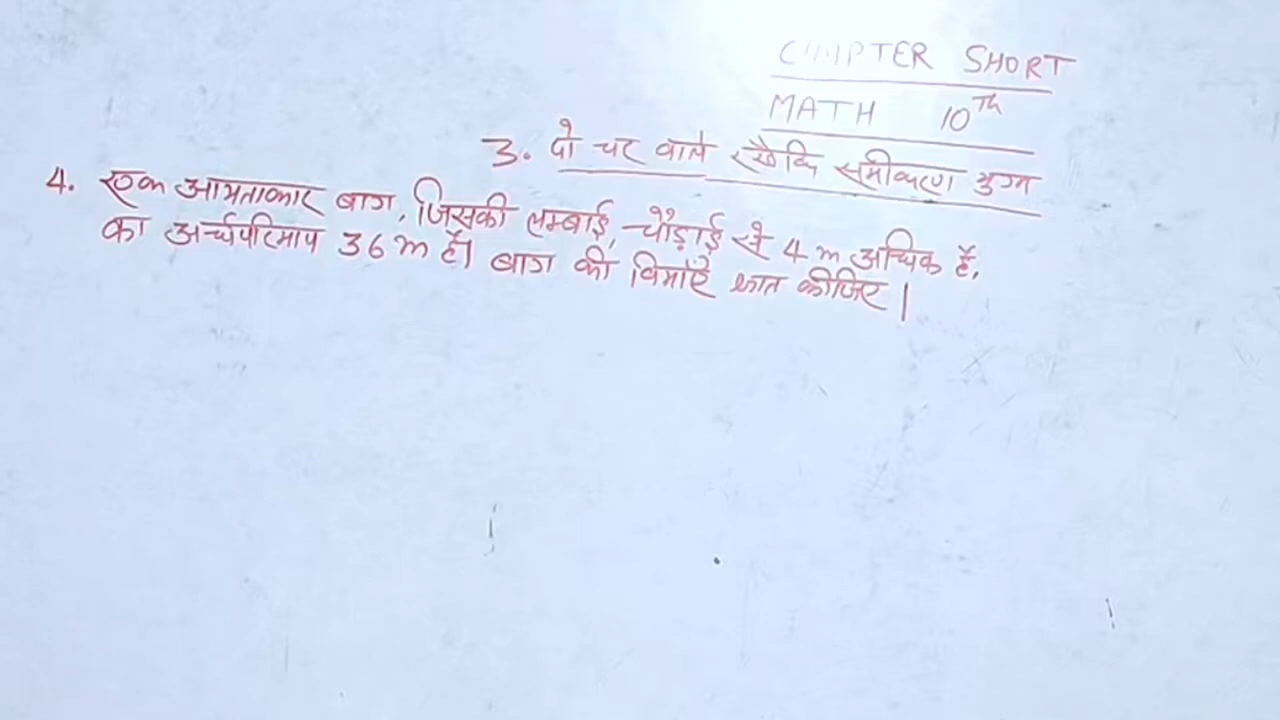 CHAPTER SHORT
MATH 10Th
3. दो चर वाले रैखिक समीकरण युग्म
4. एक आयताकार बाग, जिसकी लम्बाई, चौड़ाई से 4 m अधिक है,
का अर्धपरिमाप 36 m है। बाग की विमाएँ ज्ञात कीजिए।